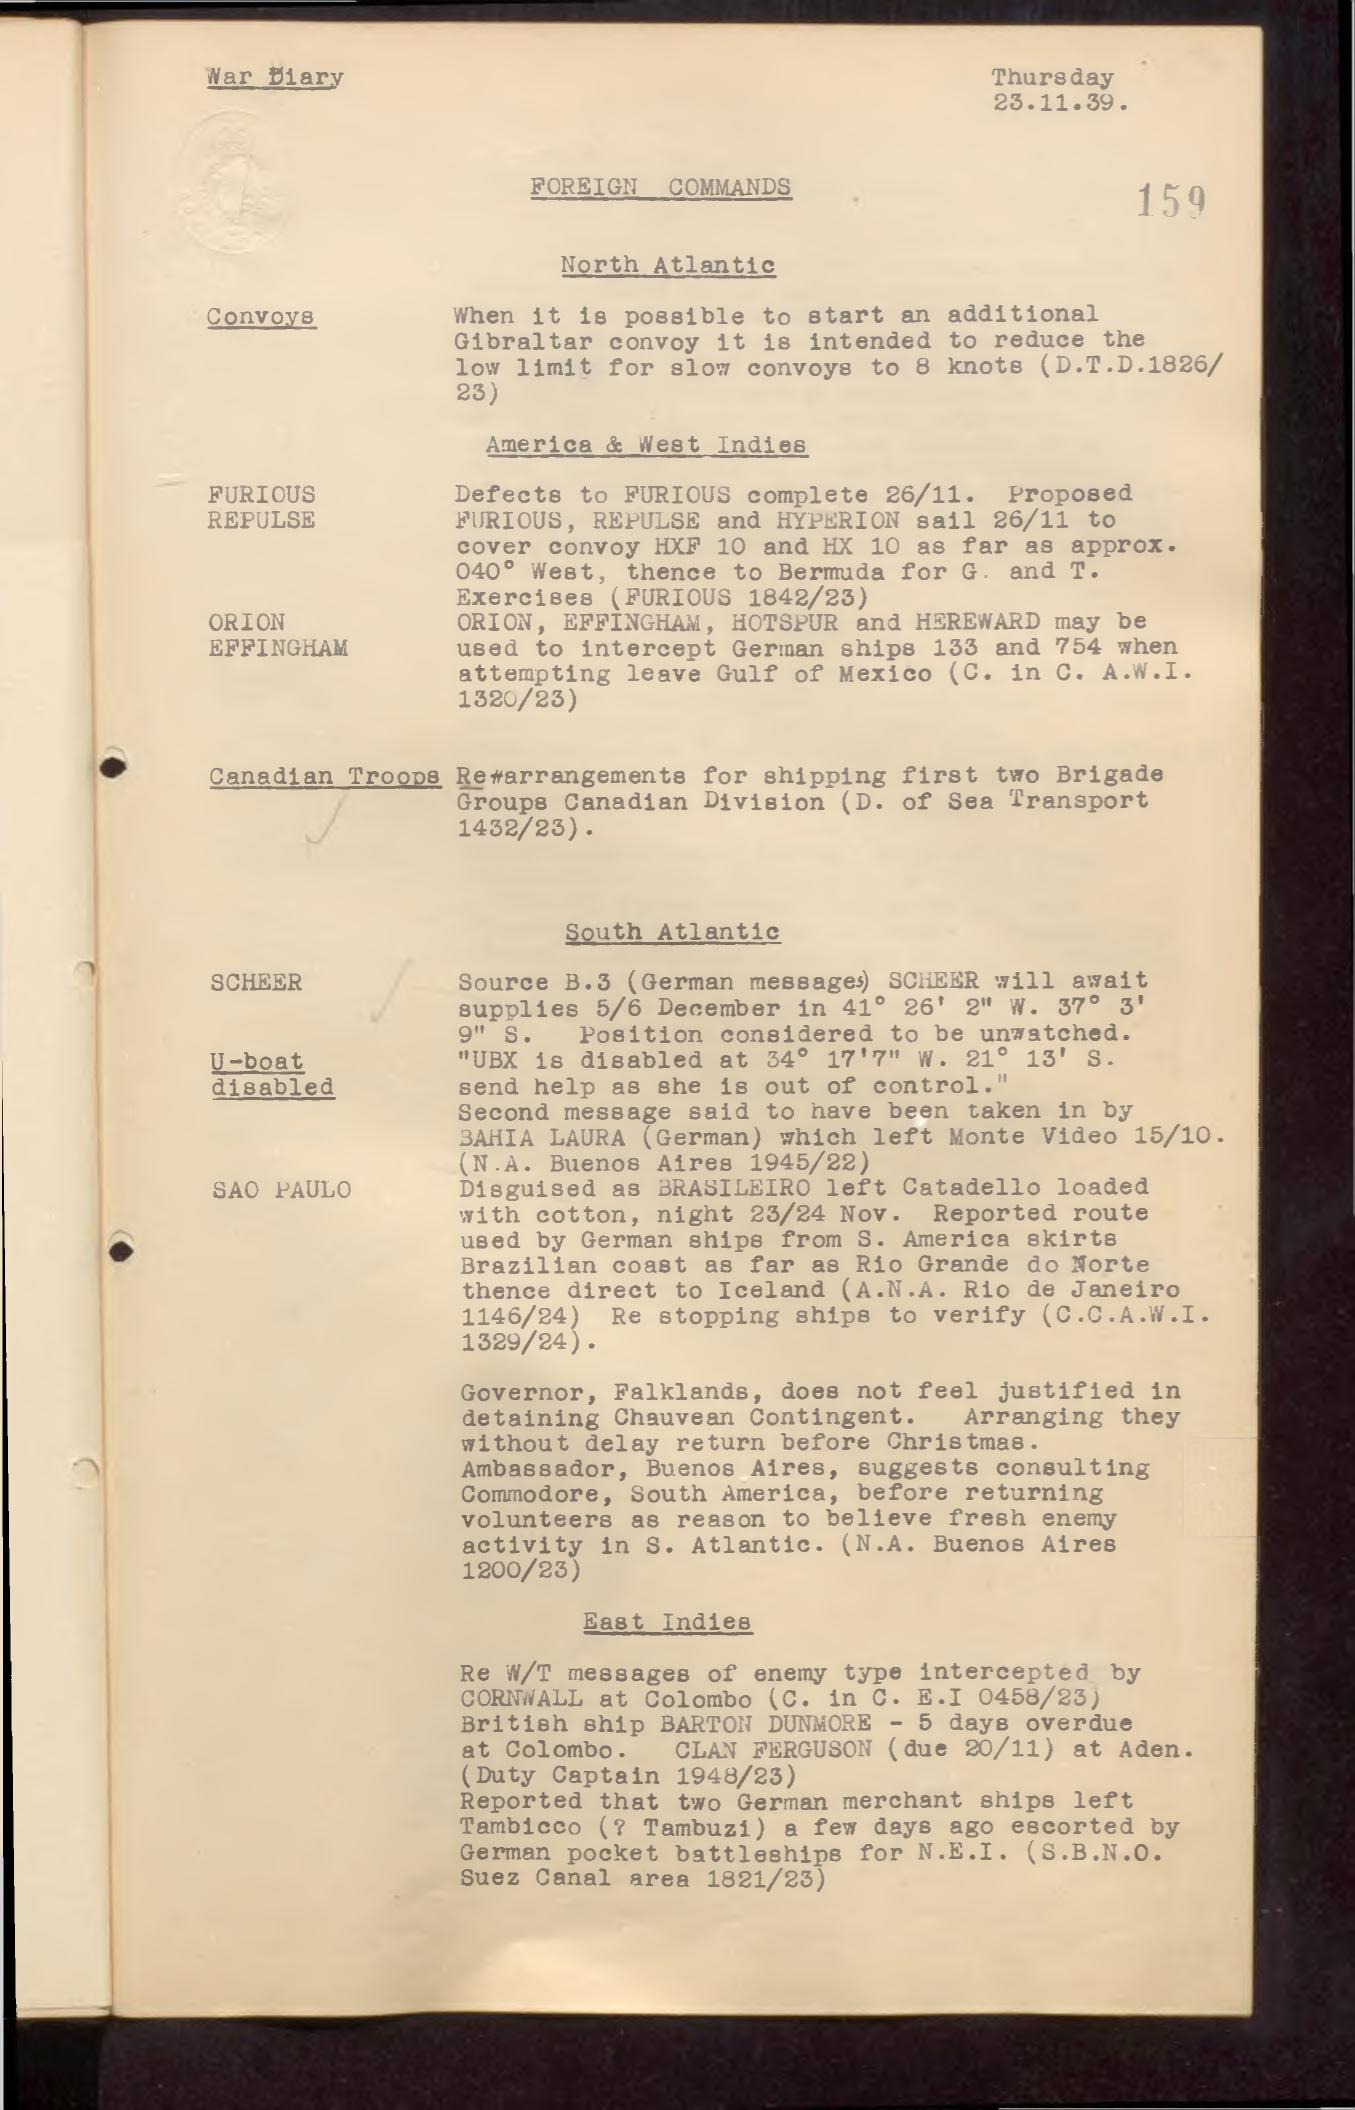 War Diary
Thursday
23.11.39.
FOREIGN COMMANDS
159
North Atlantic
Convoys
When it is possible to start an additional
Gibraltar convoy it is intended to reduce the
low limit for slow convoys to 8 knots (D.T.D.1826/
23)
America & West Indies
FURIOUS
REPULSE
Defects to FURIOUS complete 26/11. Proposed
FURIOUS, REPULSE and HYPERION sail 26/11 to
cover convoy HXF 10 and HX 10 as far as approx.
040° West, thence to Bermuda for G. and T.
Exercises (FURIOUS 1842/23)
ORION
EFFINGHAM
ORION, EFFINGHAM, HOTSPUR and HEREWARD may be
used to intercept German ships 133 and 754 when
attempting leave Gulf of Mexico (C. in C. A.W.I.
1320/23)
Canadian Troops
Re-arrangements for shipping first two Brigade
Groups Canadian Division (D. of Sea Transport
1432/23).
South Atlantic
SCHEER
Source B.3 (German messages) SCHEER will await
supplies 5/6 December in 41° 26' 2" W. 37° 3'
9" S. Position considered to be unwatched.
U-boat
disabled
"UBX is disabled at 34° 17'7" W. 21° 13' S.
send help as she is out of control."
Second message said to have been taken in by
BAHIA LAURA (German) which left Monte Video 15/10.
(N.A. Buenos Aires 1945/22)
SAO PAULO
Disguised as BRASILEIRO left Catadello loaded
with cotton, night 23/24 Nov. Reported route
used by German ships from S. America skirts
Brazilian coast as far as Rio Grande do Norte
thence direct to Iceland (A.N.A. Rio de Janeiro
1146/24) Re stopping ships to verify (C.C.A.W.I.
1329/24).
Governor, Falklands, does not feel justified in
detaining Chauvean Contingent. Arranging they
without delay return before Christmas.
Ambassador, Buenos Aires, suggests consulting
Commodore, South America, before returning
volunteers as reason to believe fresh enemy
activity in S. Atlantic. (N.A. Buenos Aires
1200/23)
East Indies
Re W/T messages of enemy type intercepted by
CORNWALL at Colombo (C. in C. E.I 0458/23)
British ship BARTON DUNMORE - 5 days overdue
at Colombo. CLAN FERGUSON (due 20/11) at Aden.
(Duty Captain 1948/23)
Reported that two German merchant ships left
Tambicco (? Tambuzi) a few days ago escorted by
German pocket battleships for N.E.I. (S.B.N.O.
Suez Canal area 1821/23)